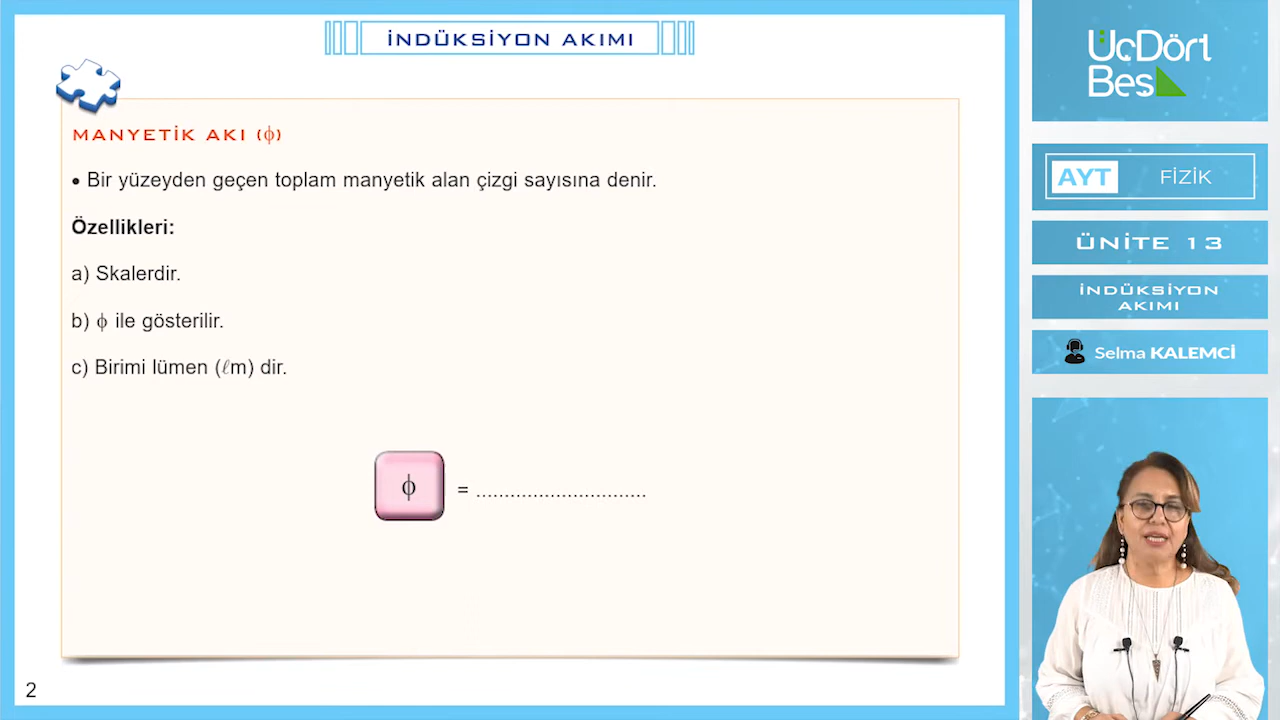 İNDÜKSİYON AKIMI
MANYETİK AKI (ϕ)
• Bir yüzeyden geçen toplam manyetik alan çizgi sayısına denir.
Özellikleri:
a) Skalerdir.
b) ϕ ile gösterilir.
c) Birimi lümen (ℓm) dir.
ϕ = ..............................
2
ÜçDört
Beş
AYT FİZİK
ÜNİTE 13
İNDÜKSİYON
AKIMI
Selma KALEMCİ